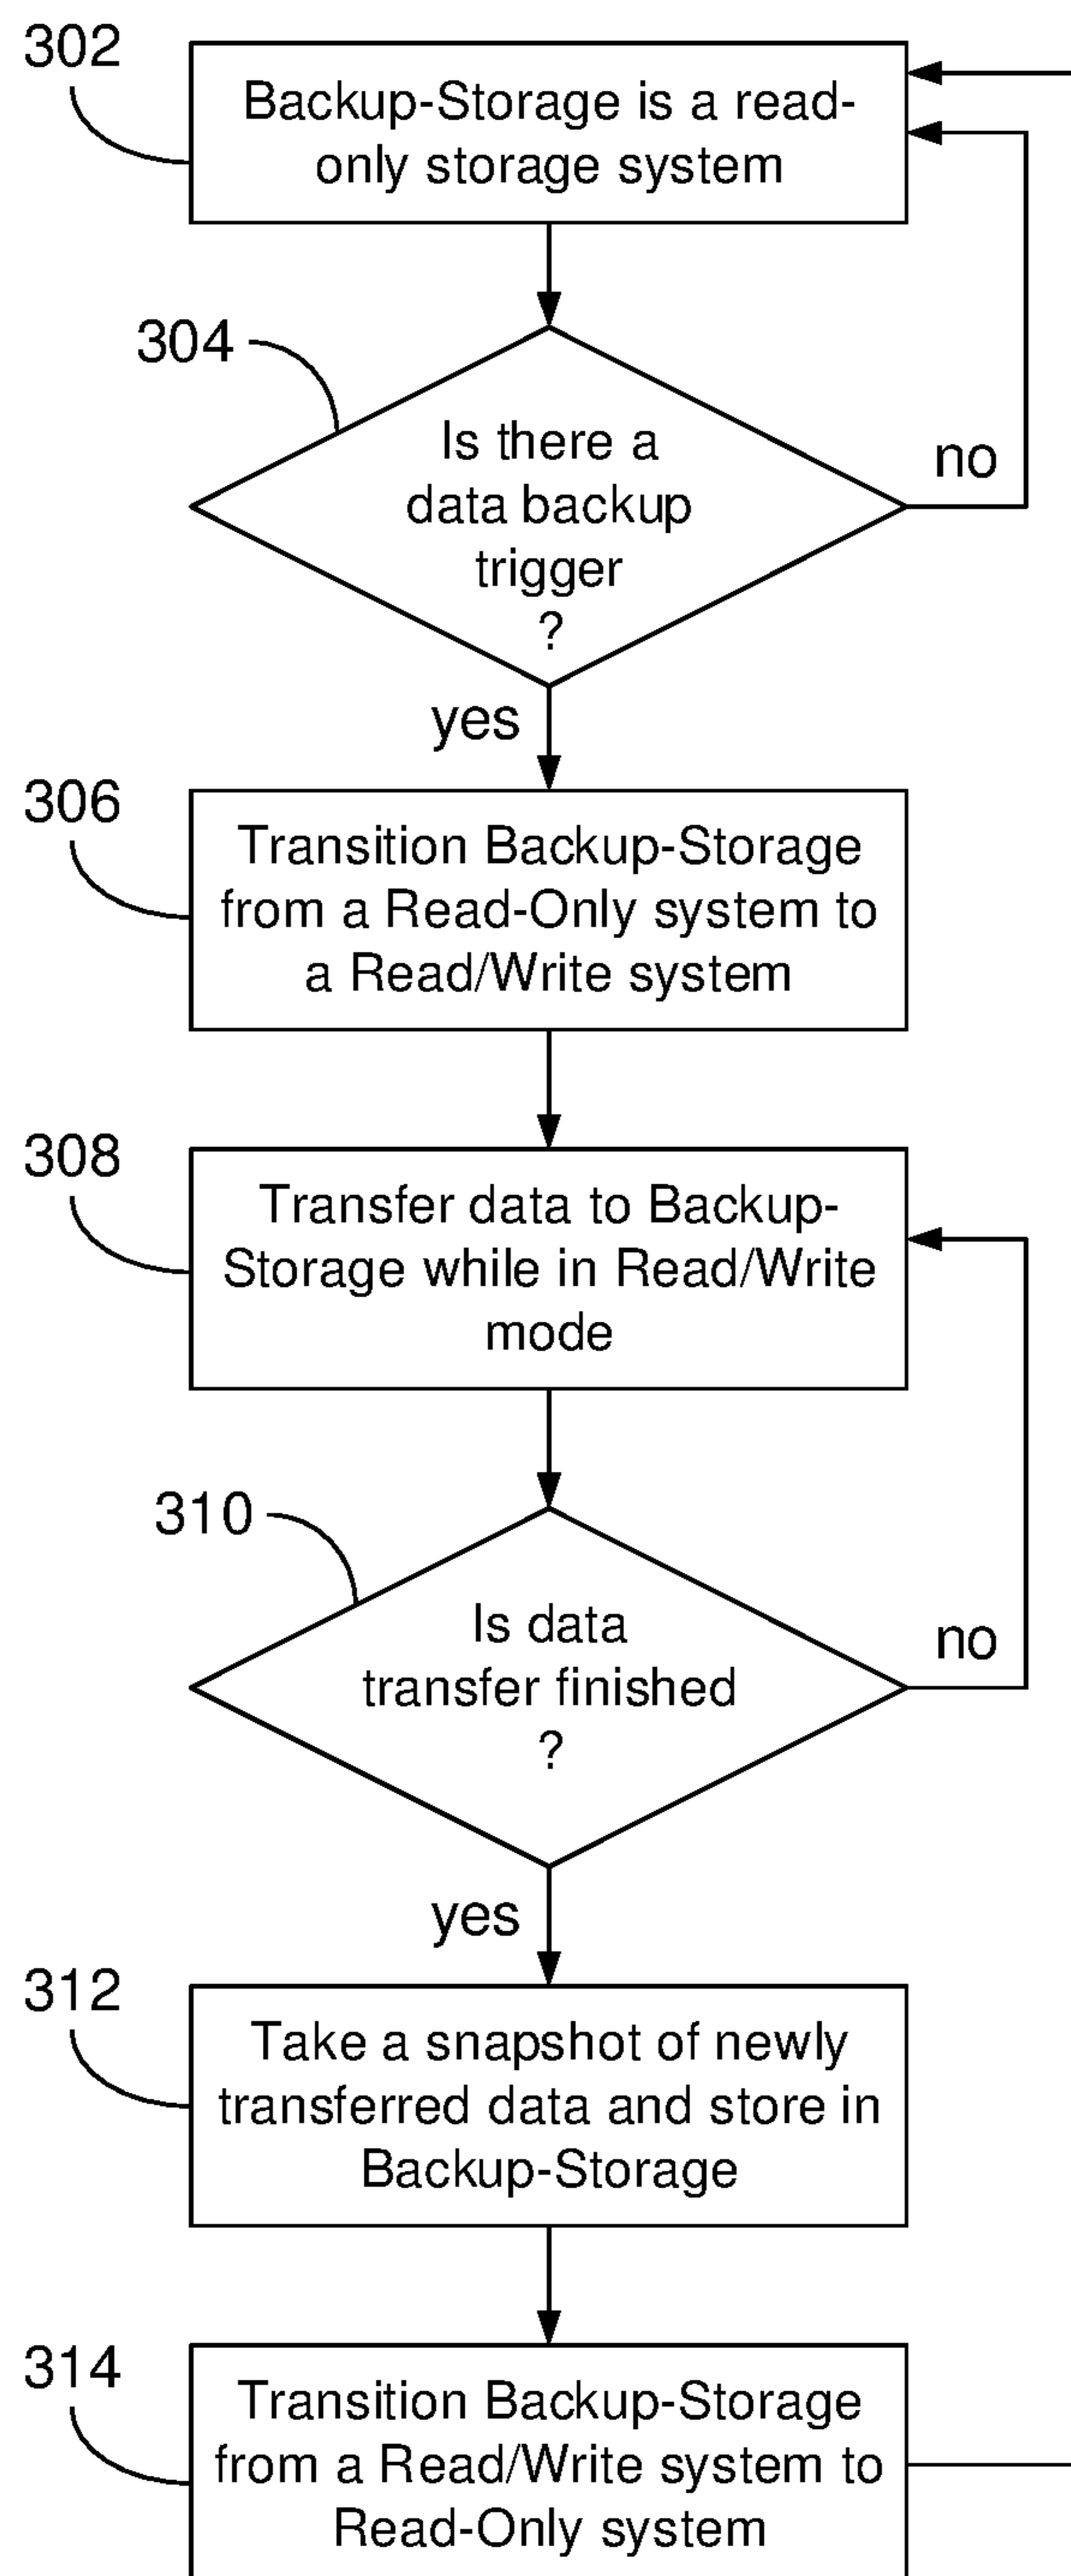 302
Backup-Storage is a read-
only storage system
304
Is there a
data backup
trigger
?
no
yes
306
Transition Backup-Storage
from a Read-Only system to
a Read/Write system
308
Transfer data to Backup-
Storage while in Read/Write
mode
310
Is data
transfer finished
?
no
yes
312
Take a snapshot of newly
transferred data and store in
Backup-Storage
314
Transition Backup-Storage
from a Read/Write system to
Read-Only system